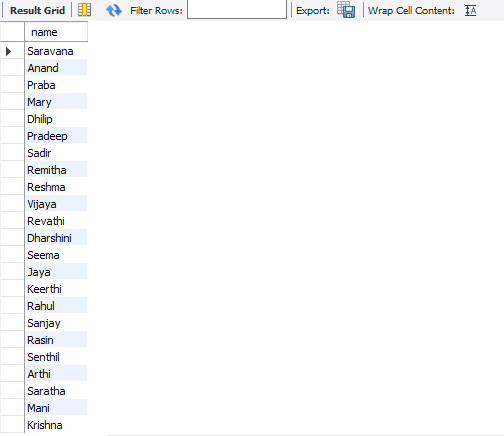 Result Grid Filter Rows: Export: Wrap Cell Content:
name
Saravana
Anand
Praba
Mary
Dhilip
Pradeep
Sadir
Remitha
Reshma
Vijaya
Revathi
Dharshini
Seema
Jaya
Keerthi
Rahul
Sanjay
Rasin
Senthil
Arthi
Saratha
Mani
Krishna